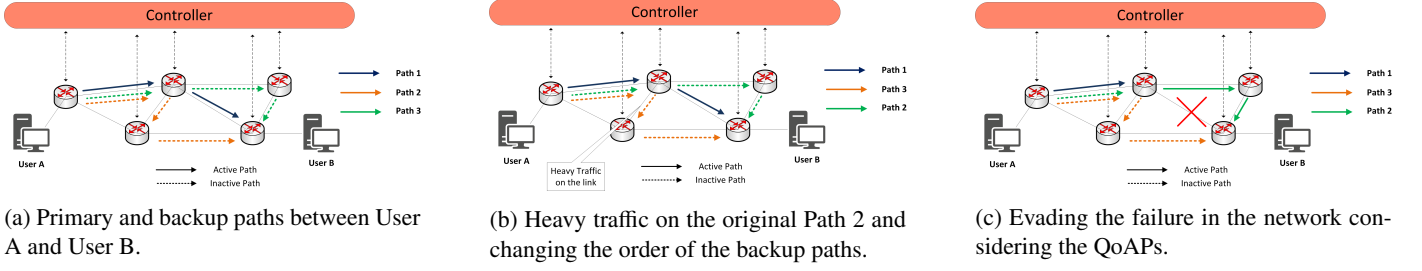 Controller
Path 1
Path 2
Path 3
User A
User B
Active Path
Inactive Path
(a) Primary and backup paths between User
A and User B.
Controller
Path 1
Path 3
Path 2
User A
User B
Heavy Traffic
on the link
Active Path
Inactive Path
(b) Heavy traffic on the original Path 2 and
changing the order of the backup paths.
Controller
Path 1
Path 3
Path 2
User A
User B
Active Path
Inactive Path
(c) Evading the failure in the network con-
sidering the QoAPs.